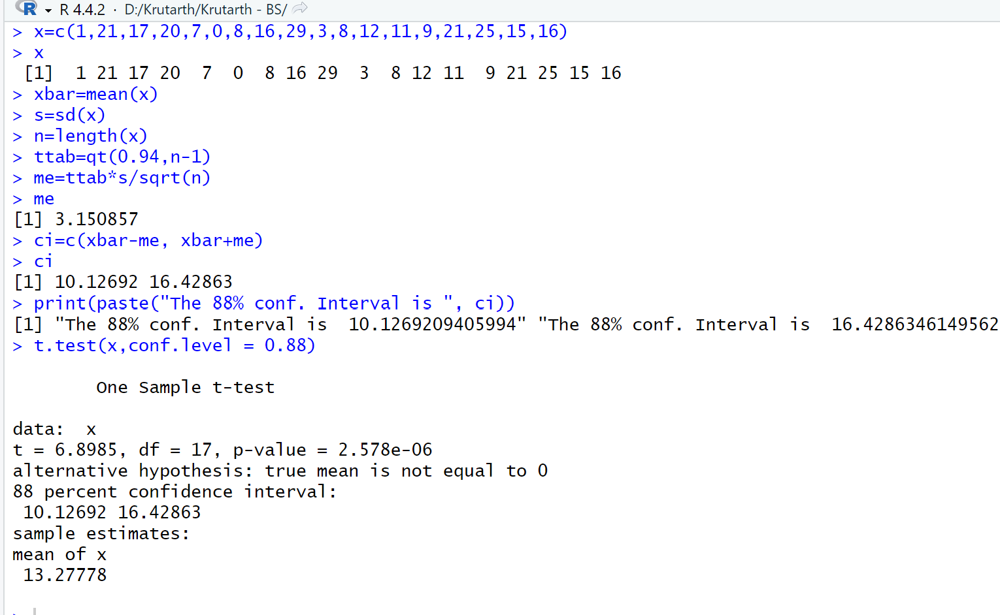 R R 4.4.2 · D:/Krutarth/Krutarth - BS/
> x=c(1,21,17,20,7,0,8,16,29,3,8,12,11,9,21,25,15,16)
> x
[1] 1 21 17 20 7 0 8 16 29 3 8 12 11 9 21 25 15 16
> xbar=mean(x)
> s=sd(x)
> n=length(x)
> ttab=qt(0.94,n-1)
> me=ttab*s/sqrt(n)
> me
[1] 3.150857
> ci=c(xbar-me, xbar+me)
> ci
[1] 10.12692 16.42863
> print(paste("The 88% conf. Interval is ", ci))
[1] "The 88% conf. Interval is  10.1269209405994" "The 88% conf. Interval is  16.4286346149562
> t.test(x,conf.level = 0.88)
One Sample t-test
data:  x
t = 6.8985, df = 17, p-value = 2.578e-06
alternative hypothesis: true mean is not equal to 0
88 percent confidence interval:
10.12692 16.42863
sample estimates:
mean of x
13.27778
>